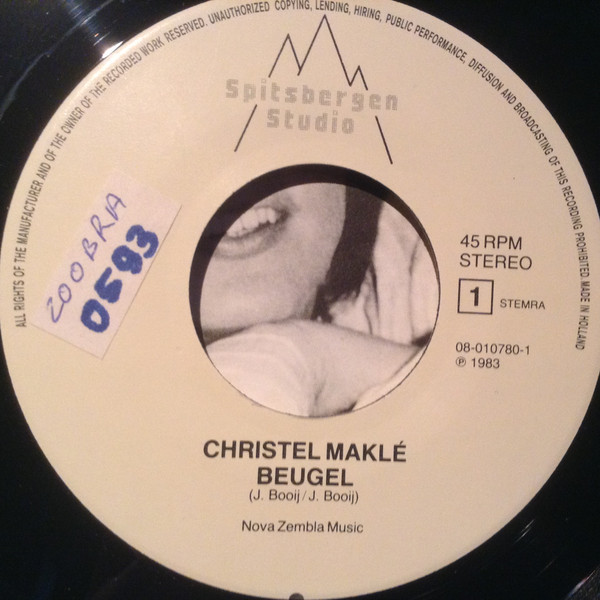 ALL RIGHTS OF THE MANUFACTURER AND OF THE OWNER OF THE RECORDED WORK RESERVED. UNAUTHORIZED COPYING, LENDING, HIRING, PUBLIC PERFORMANCE, DIFFUSION AND BROADCASTING OF THIS RECORDING PROHIBITED. MADE IN HOLLAND
Spitsbergen
Studio
200BRIA
0593
45 RPM
STEREO
1 STEMRA
08-010780-1
℗ 1983
CHRISTEL MAKLÉ
BEUGEL
(J. Booij / J. Booij)
Nova Zembla Music